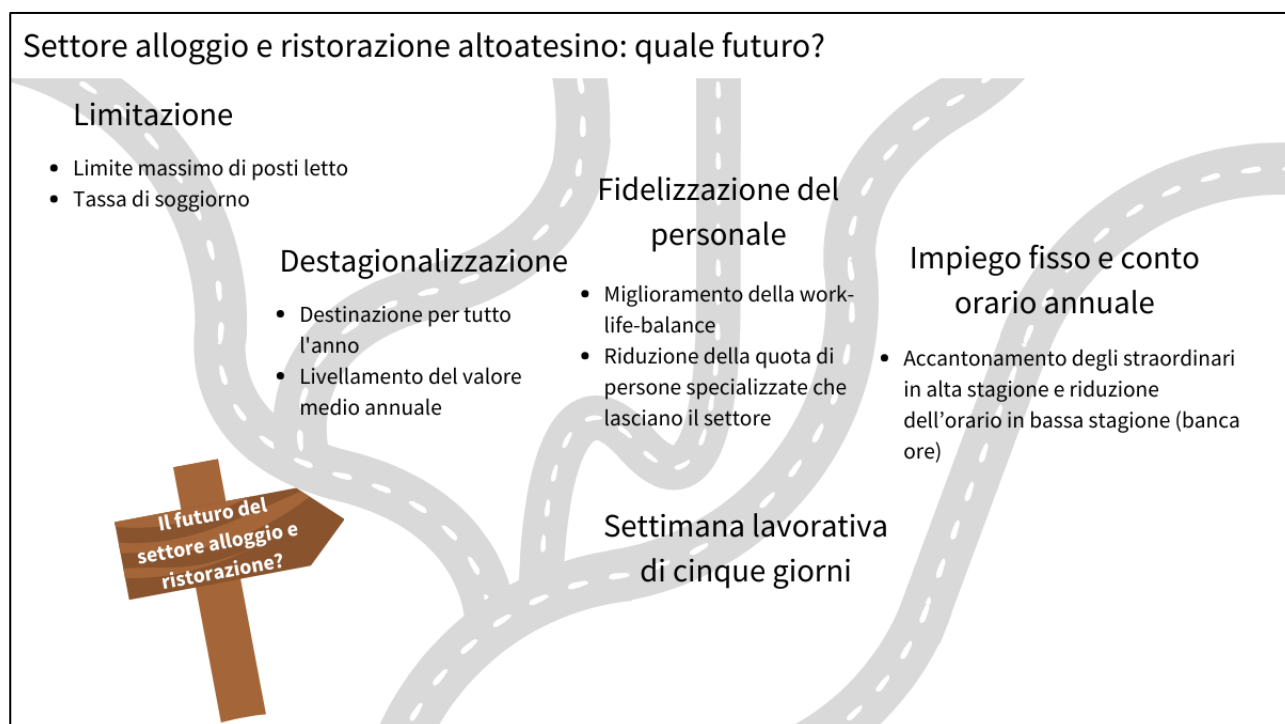 Settore alloggio e ristorazione altoatesino: quale futuro?
Limitazione
• Limite massimo di posti letto
• Tassa di soggiorno
Destagionalizzazione
• Destinazione per tutto
l'anno
• Livellamento del valore
medio annuale
Fidelizzazione del
personale
• Miglioramento della work-
life-balance
• Riduzione della quota di
persone specializzate che
lasciano il settore
Impiego fisso e conto
orario annuale
• Accantonamento degli straordinari
in alta stagione e riduzione
dell’orario in bassa stagione (banca
ore)
Settimana lavorativa
di cinque giorni
Il futuro del
settore alloggio e
ristorazione?